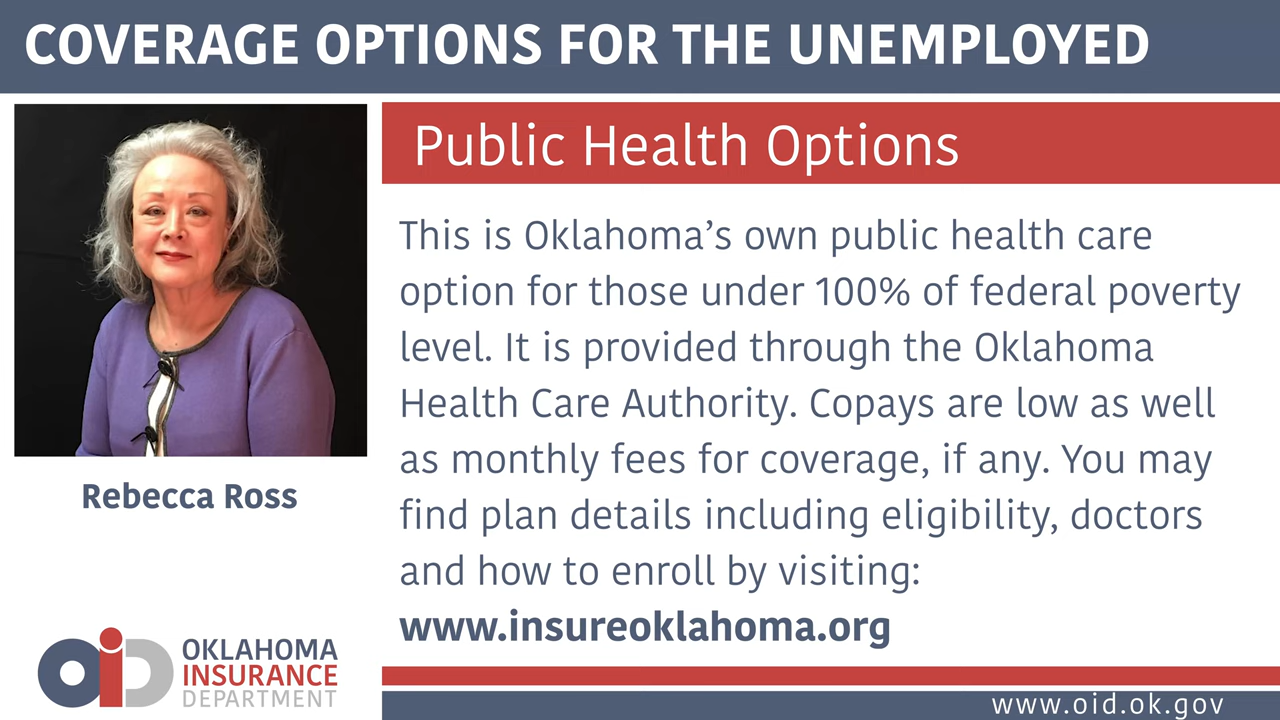 COVERAGE OPTIONS FOR THE UNEMPLOYED
Public Health Options
This is Oklahoma’s own public health care
option for those under 100% of federal poverty
level. It is provided through the Oklahoma
Health Care Authority. Copays are low as well
as monthly fees for coverage, if any. You may
find plan details including eligibility, doctors
and how to enroll by visiting:
www.insureoklahoma.org
Rebecca Ross
oiD
OKLAHOMA
INSURANCE
DEPARTMENT
www.oid.ok.gov